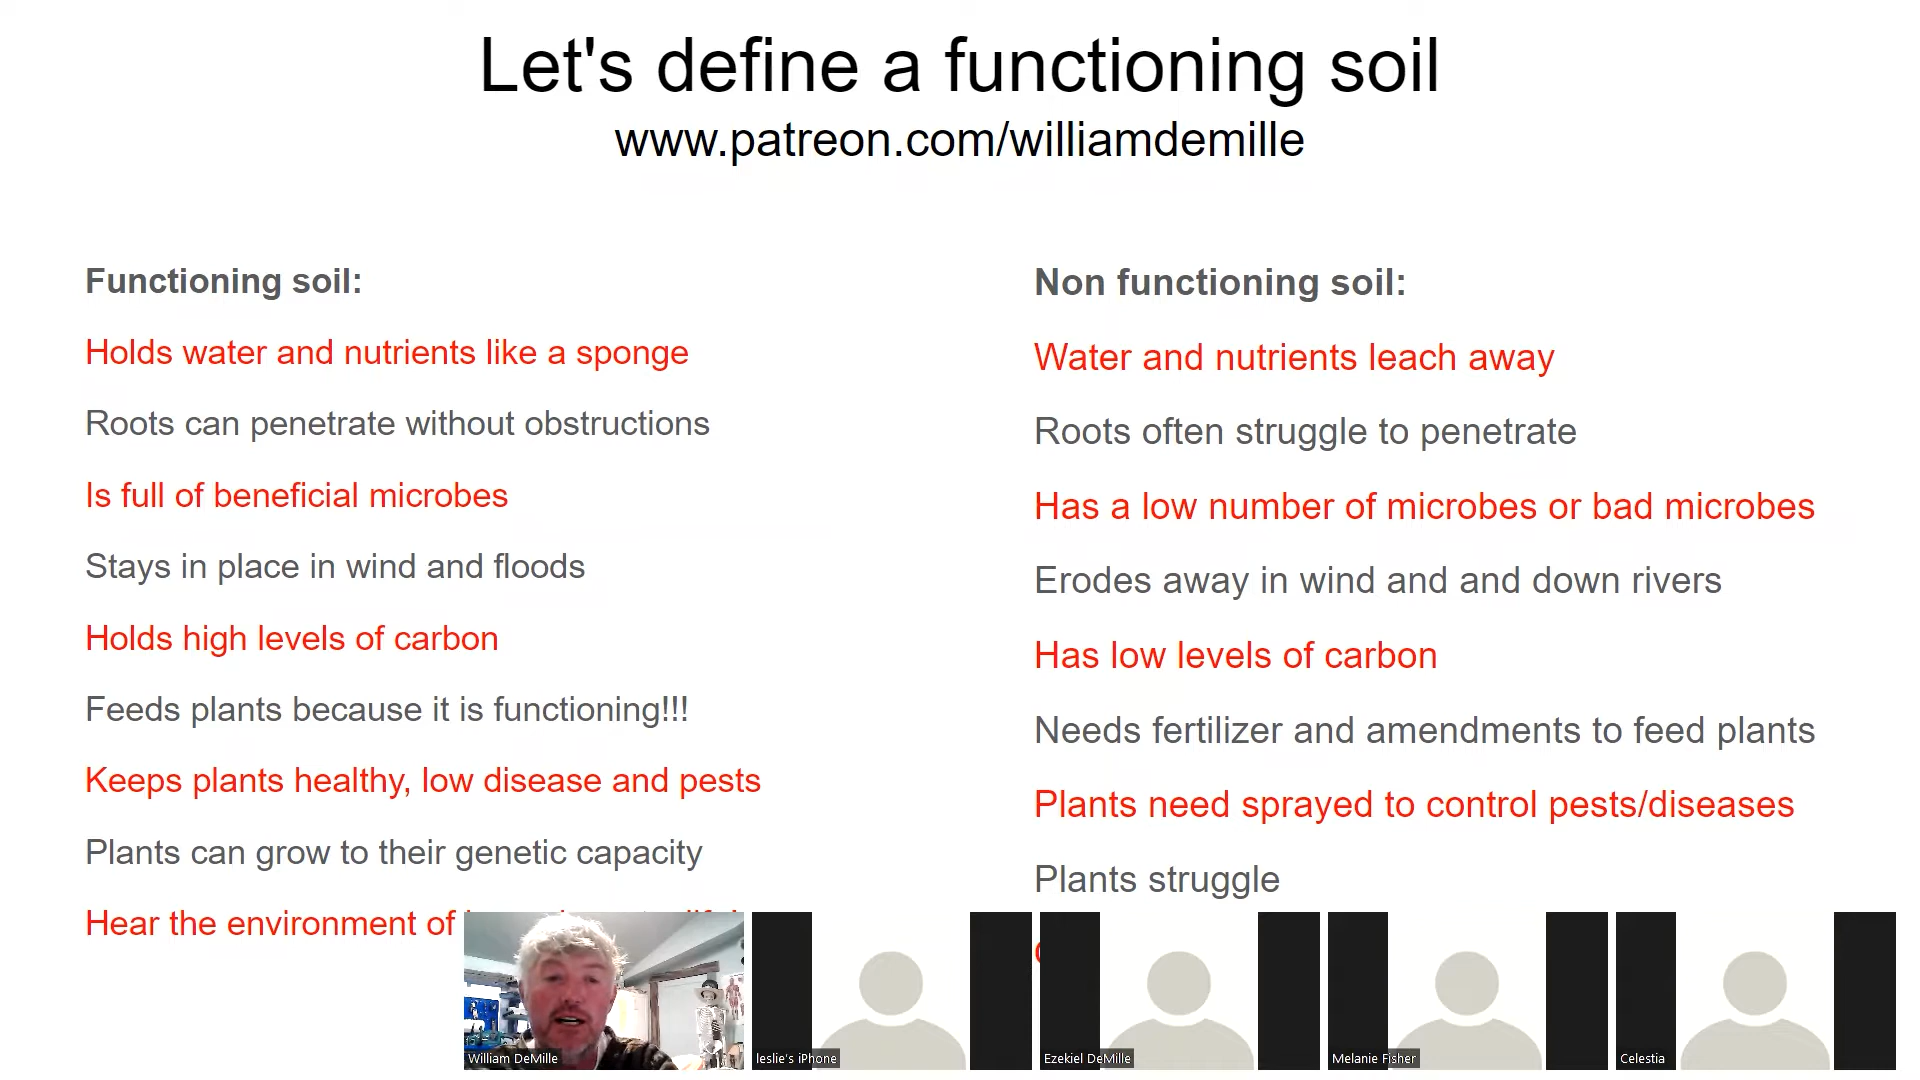 Let's define a functioning soil
www.patreon.com/williamdemille
Functioning soil:
Holds water and nutrients like a sponge
Roots can penetrate without obstructions
Is full of beneficial microbes
Stays in place in wind and floods
Holds high levels of carbon
Feeds plants because it is functioning!!!
Keeps plants healthy, low disease and pests
Plants can grow to their genetic capacity
Hear the environment of
Non functioning soil:
Water and nutrients leach away
Roots often struggle to penetrate
Has a low number of microbes or bad microbes
Erodes away in wind and and down rivers
Has low levels of carbon
Needs fertilizer and amendments to feed plants
Plants need sprayed to control pests/diseases
Plants struggle
William DeMille
leslie's iPhone
Ezekiel DeMille
Melanie Fisher
Celestia